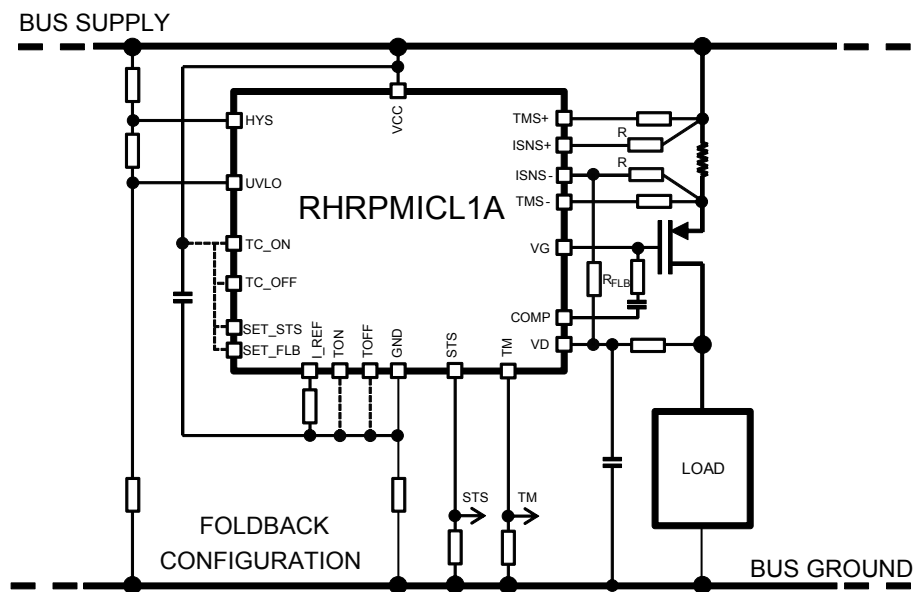 BUS SUPPLY
HYS
VCC
TMS+
ISNS+
R
ISNS-
R
UVLO
RHRPMICL1A
TMS-
TC_ON
VG
TC_OFF
RFLB
COMP
SET_STS
SET_FLB
I_REF
TON
TOFF
GND
STS
TM
VD
LOAD
STS
TM
FOLDBACK
CONFIGURATION
BUS GROUND